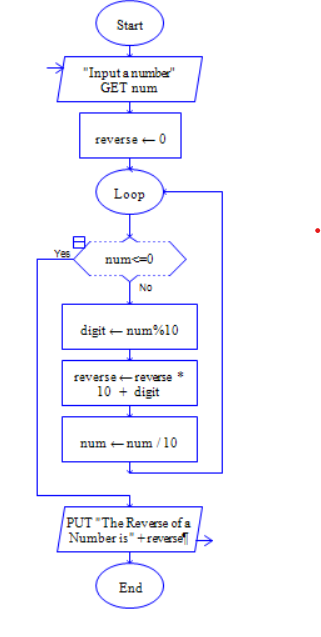 Start
"Input a number"
GET num
reverse ← 0
Loop
Yes
num<=0
No
digit ← num%10
reverse ← reverse *
10 + digit
num ← num / 10
PUT "The Reverse of a
Number is" +reverse¶
End